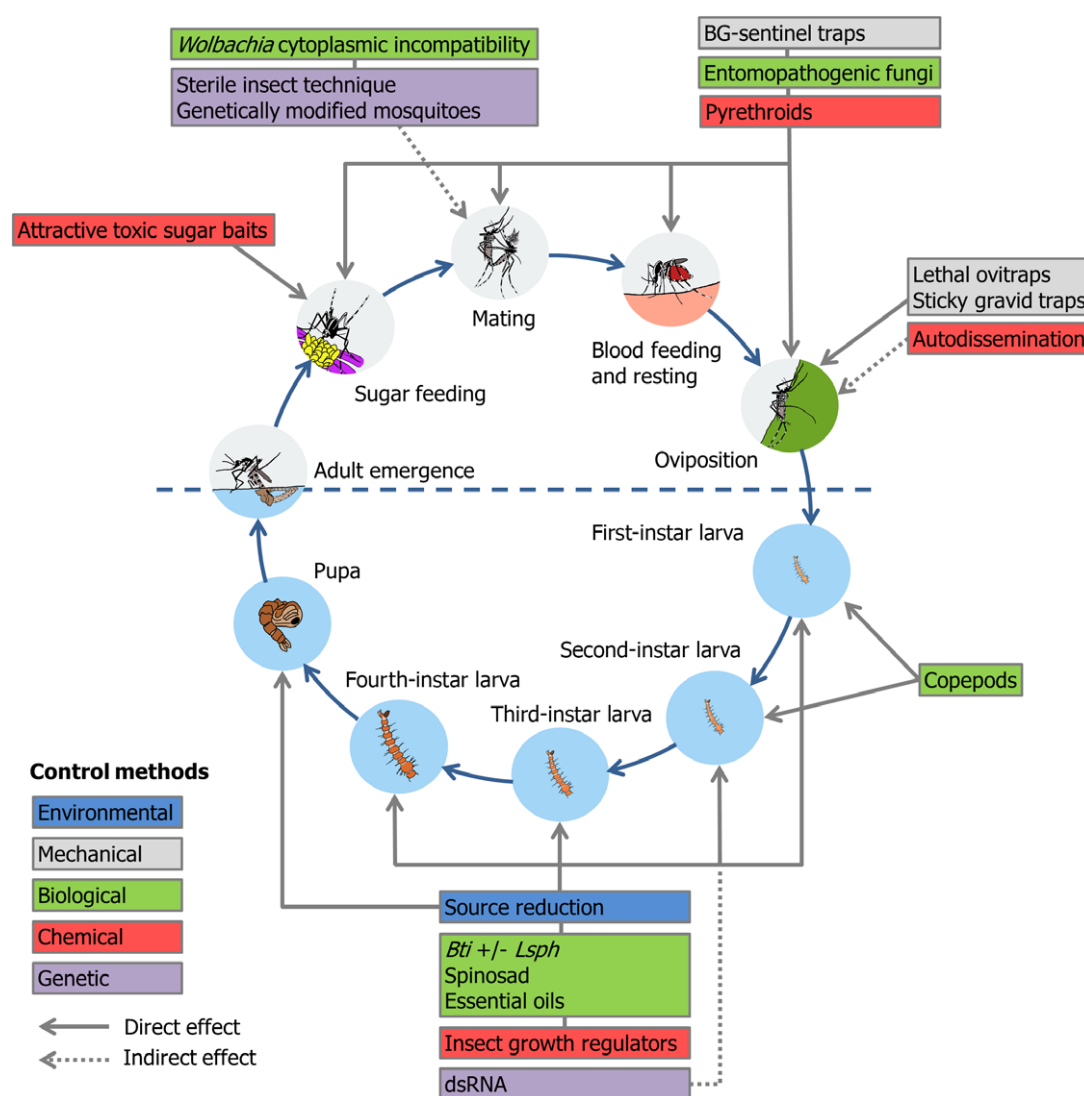 Wolbachia cytoplasmic incompatibility
Sterile insect technique
Genetically modified mosquitoes
BG-sentinel traps
Entomopathogenic fungi
Pyrethroids
Attractive toxic sugar baits
Lethal ovitraps
Sticky gravid traps
Autodissemination
Mating
Blood feeding
and resting
Sugar feeding
Oviposition
Adult emergence
First-instar larva
Pupa
Second-instar larva
Fourth-instar larva
Third-instar larva
Copepods
Control methods
Environmental
Mechanical
Biological
Chemical
Genetic
Direct effect
Indirect effect
Source reduction
Bti +/- Lsph
Spinosad
Essential oils
Insect growth regulators
dsRNA